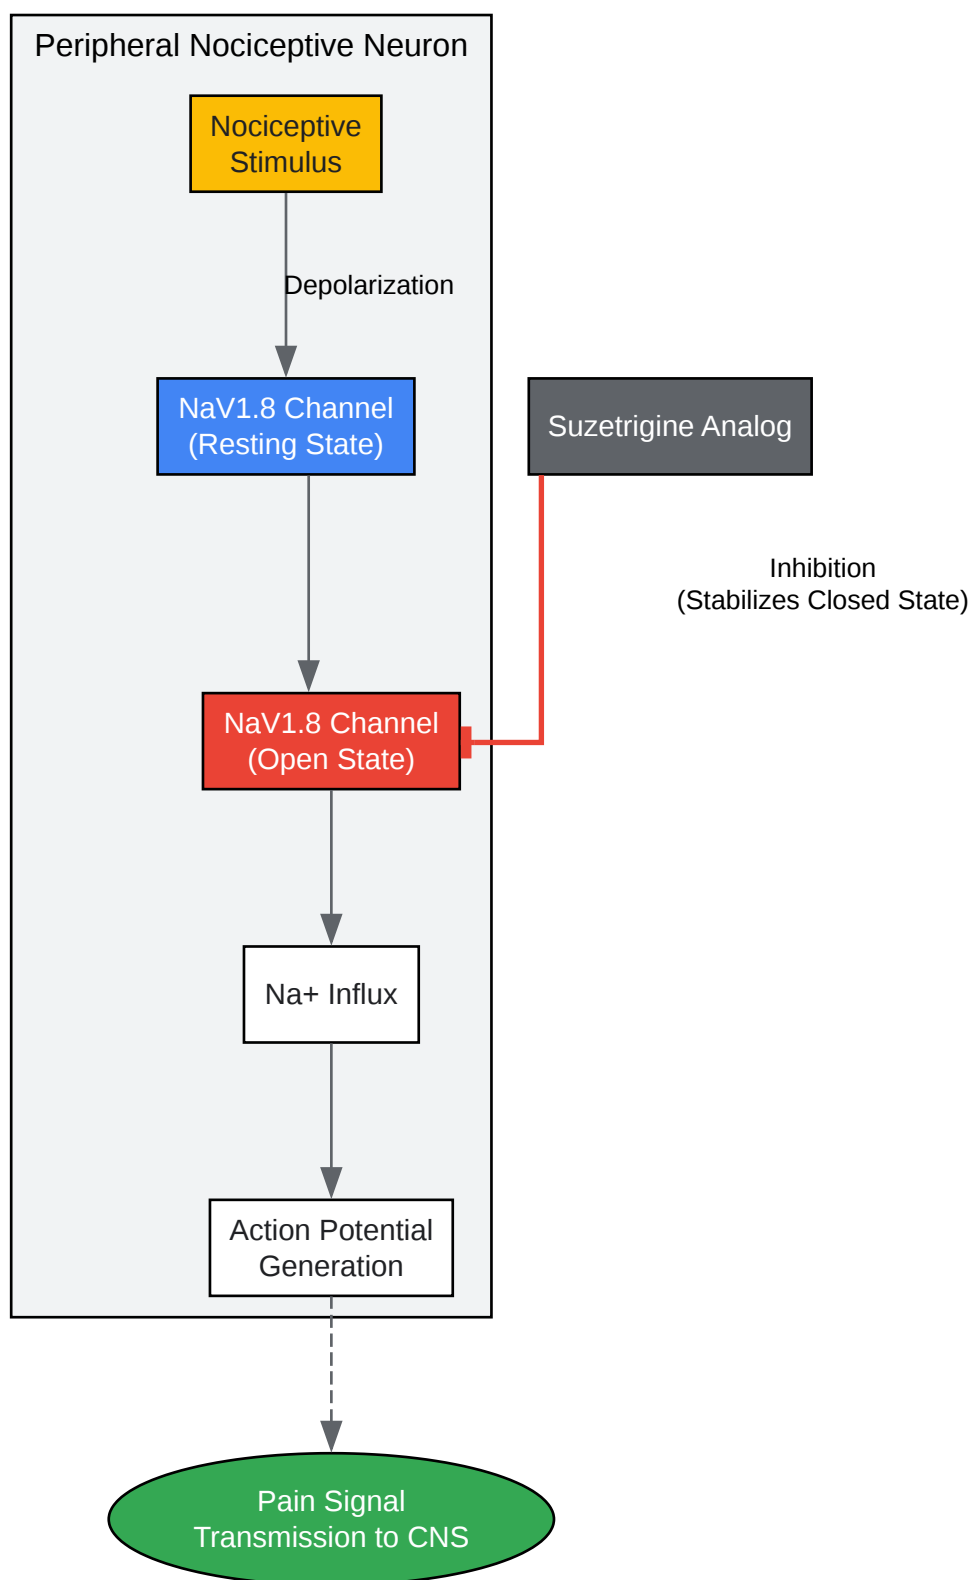 Peripheral Nociceptive Neuron
Nociceptive
Stimulus
Depolarization
NaV1.8 Channel
(Resting State)
Suzetrigine Analog
Inhibition
(Stabilizes Closed State)
NaV1.8 Channel
(Open State)
Na+ Influx
Action Potential
Generation
Pain Signal
Transmission to CNS